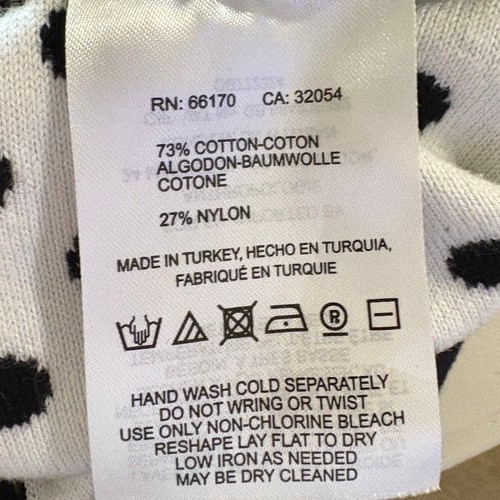 RN: 66170 CA: 32054
73% COTTON-COTON
ALGODON-BAUMWOLLE
COTONE
27% NYLON
MADE IN TURKEY, HECHO EN TURQUIA,
FABRIQUÉ EN TURQUIE
R
HAND WASH COLD SEPARATELY
DO NOT WRING OR TWIST
USE ONLY NON-CHLORINE BLEACH
RESHAPE LAY FLAT TO DRY
LOW IRON AS NEEDED
MAY BE DRY CLEANED